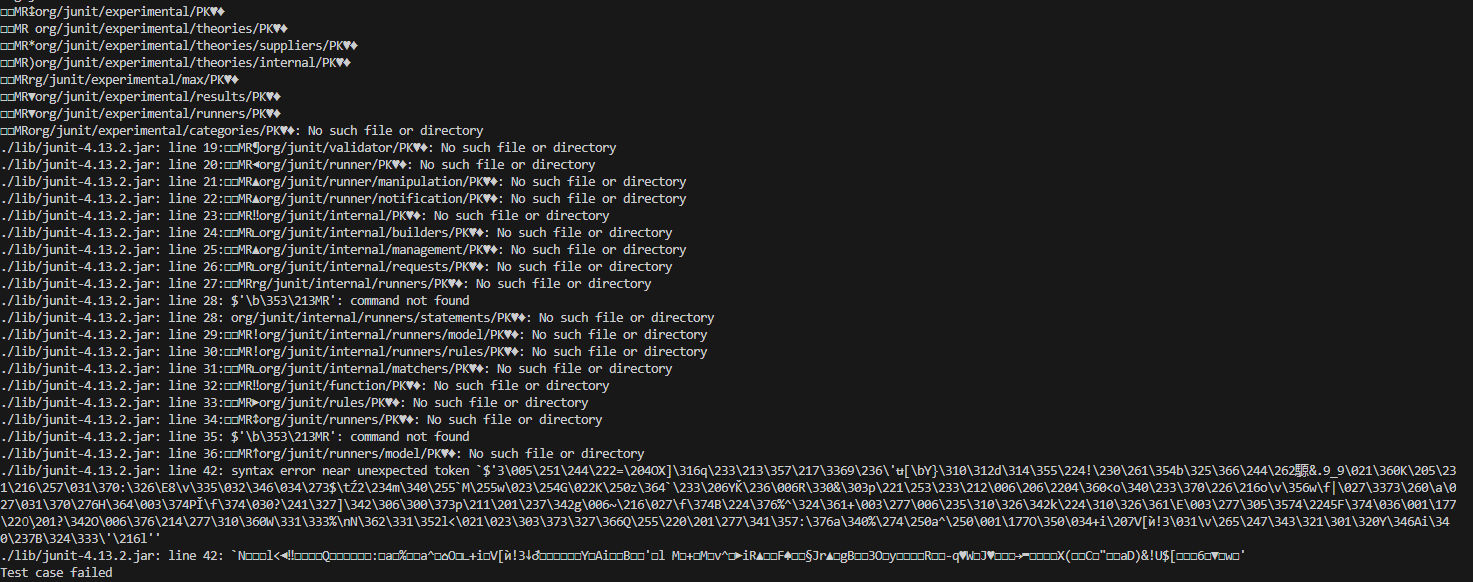 □□MR↕org/junit/experimental/PK♥♦
□□MR org/junit/experimental/theories/PK♥♦
□□MR*org/junit/experimental/theories/suppliers/PK♥♦
□□MR)org/junit/experimental/theories/internal/PK♥♦
□□MRrg/junit/experimental/max/PK♥♦
□□MR▼org/junit/experimental/results/PK♥♦
□□MR▼org/junit/experimental/runners/PK♥♦
□□MRorg/junit/experimental/categories/PK♥♦: No such file or directory
./lib/junit-4.13.2.jar: line 19:□□MR¶org/junit/validator/PK♥♦: No such file or directory
./lib/junit-4.13.2.jar: line 20:□□MR◄org/junit/runner/PK♥♦: No such file or directory
./lib/junit-4.13.2.jar: line 21:□□MR▲org/junit/runner/manipulation/PK♥♦: No such file or directory
./lib/junit-4.13.2.jar: line 22:□□MR▲org/junit/runner/notification/PK♥♦: No such file or directory
./lib/junit-4.13.2.jar: line 23:□□MR‼org/junit/internal/PK♥♦: No such file or directory
./lib/junit-4.13.2.jar: line 24:□□MR∟org/junit/internal/builders/PK♥♦: No such file or directory
./lib/junit-4.13.2.jar: line 25:□□MR▲org/junit/internal/management/PK♥♦: No such file or directory
./lib/junit-4.13.2.jar: line 26:□□MR∟org/junit/internal/requests/PK♥♦: No such file or directory
./lib/junit-4.13.2.jar: line 27:□□MRrg/junit/internal/runners/PK♥♦: No such file or directory
./lib/junit-4.13.2.jar: line 28: $'\b\353\213MR': command not found
./lib/junit-4.13.2.jar: line 28: org/junit/internal/runners/statements/PK♥♦: No such file or directory
./lib/junit-4.13.2.jar: line 29:□□MR!org/junit/internal/runners/model/PK♥♦: No such file or directory
./lib/junit-4.13.2.jar: line 30:□□MR!org/junit/internal/runners/rules/PK♥♦: No such file or directory
./lib/junit-4.13.2.jar: line 31:□□MR∟org/junit/internal/matchers/PK♥♦: No such file or directory
./lib/junit-4.13.2.jar: line 32:□□MR‼org/junit/function/PK♥♦: No such file or directory
./lib/junit-4.13.2.jar: line 33:□□MR►org/junit/rules/PK♥♦: No such file or directory
./lib/junit-4.13.2.jar: line 34:□□MR↕org/junit/runners/PK♥♦: No such file or directory
./lib/junit-4.13.2.jar: line 35: $'\b\353\213MR': command not found
./lib/junit-4.13.2.jar: line 36:□□MR↑org/junit/runners/model/PK♥♦: No such file or directory
./lib/junit-4.13.2.jar: line 42: syntax error near unexpected token `$'3\005\251\244\222=\204OX]\316q\233\213\357\217\3369\236\'ʉ[\bY}\310\312d\314\355\224!\230\261\354b\325\366\244\262&.9_9\021\360K\205\23
1\216\257\031\370:\326\E8\v\335\032\346\034\273$\tź2\234m\340\255`M\255w\023\254G\022K\250z\364`\233\206YǨ\236\006R\330&\303p\221\253\233\212\006\206\2204\360<o\340\233\370\226\216o\v\356w\f|\027\3373\260\a\0
27\031\370\276H\364\003\374PǏ\f\374\030?\241\327]\342\306\300\373p\211\201\237\342g\006~\216\027\f\374B\224\376%^\324\361+\003\277\006\235\310\326\342k\224\310\326\361\E\003\277\305\3574\2245F\374\036\001\177
\220\201?\342O\006\376\214\277\310\360W\331\333%\nN\362\331\352l<\021\023\303\373\327\366Q\255\220\201\277\341\357:\376a\340%\274\250a^\250\001\177O\350\034+i\207V[ѝ!3\031\v\265\247\343\321\301\320Y\346Ai\34
0\237B\324\333\'\216l''
./lib/junit-4.13.2.jar: line 42: `N□□□l<◄‼□□□□Q□□□□□□:□a□%□□a^□⌂O□∟+i□V[ѝ!3↓♂□□□□□□Y□Ai□□B□□'□l M□+□M□v^□►iR▲□□F♠□□§Jr▲□gB□□3O□y□□□□R□□-q♥W□J♥□□□→━□□□□X(□□C□"□□aD)&!U$[□□□6□▼□w□'
Test case failed